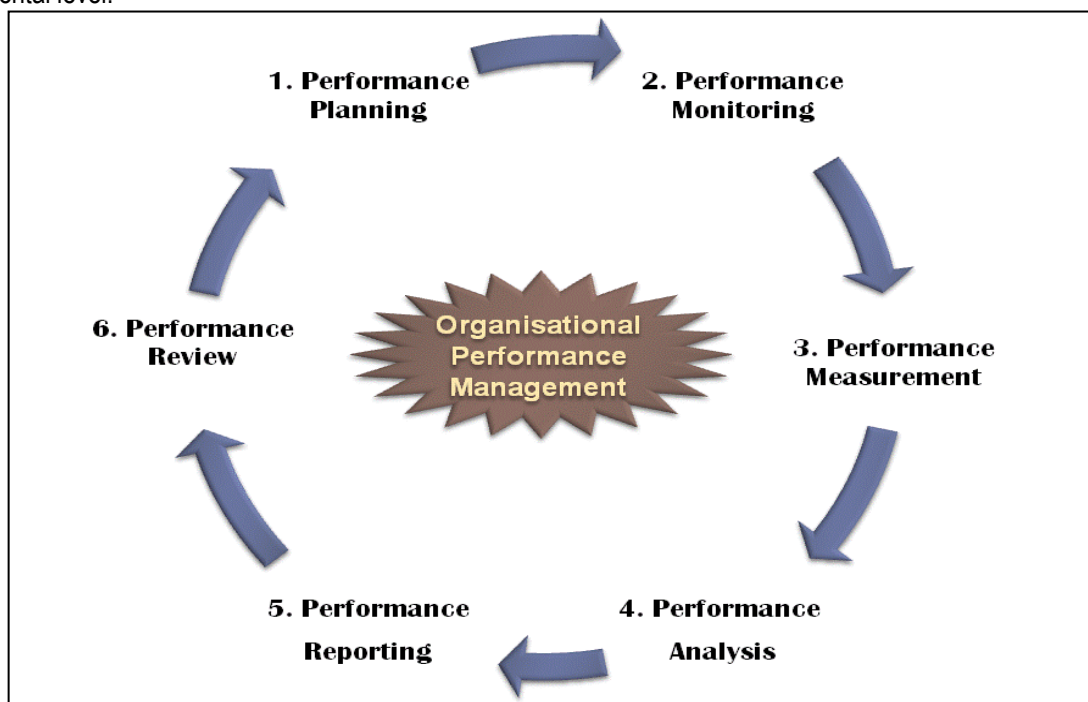 1. Performance
Planning
2. Performance
Monitoring
3. Performance
Measurement
4. Performance
Analysis
5. Performance
Reporting
6. Performance
Review
Organisational
Performance
Management